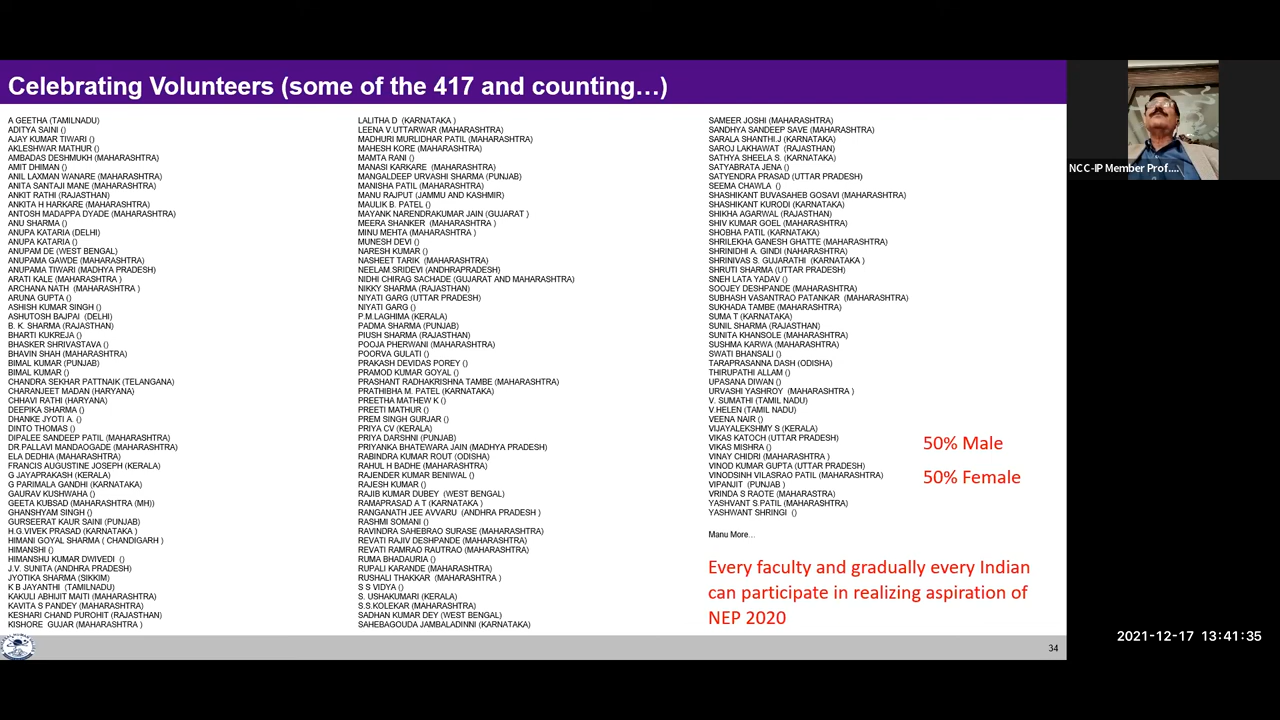 Celebrating Volunteers (some of the 417 and counting…)
A GEETHA (TAMILNADU)
ADITYA SAINI ()
AJAY KUMAR TIWARI ()
AKLESHWAR MATHUR ()
AMBADAS DESHMUKH (MAHARASHTRA)
AMIT DHIMAN ()
ANIL LAXMAN WANARE (MAHARASHTRA)
ANITA SANTAJI MANE (MAHARASHTRA)
ANKIT RATHI (RAJASTHAN)
ANKITA H HARKARE (MAHARASHTRA)
ANTOSH MADAPPA DYADE (MAHARASHTRA)
ANU SHARMA ()
ANUPA KATARIA (DELHI)
ANUPA KATARIA ()
ANUPAM DE (WEST BENGAL)
ANUPAMA GAWDE (MAHARASHTRA)
ANUPAMA TIWARI (MADHYA PRADESH)
ARATI KALE (MAHARASHTRA )
ARCHANA NATH (MAHARASHTRA )
ARUNA GUPTA ()
ASHISH KUMAR SINGH ()
ASHUTOSH BAJPAI (DELHI)
B. K. SHARMA (RAJASTHAN)
BHARTI KUKREJA ()
BHASKER SHRIVASTAVA ()
BHAVIN SHAH (MAHARASHTRA)
BIMAL KUMAR (PUNJAB)
BIMAL KUMAR ()
CHANDRA SEKHAR PATTNAIK (TELANGANA)
CHARANJEET MADAN (HARYANA)
CHHAVI RATHI (HARYANA)
DEEPIKA SHARMA ()
DHANKE JYOTI A. ()
DINTO THOMAS ()
DIPALEE SANDEEP PATIL (MAHARASHTRA)
DR.PALLAVI MANDAOGADE (MAHARASHTRA)
ELA DEDHIA (MAHARASHTRA)
FRANCIS AUGUSTINE JOSEPH (KERALA)
G JAYAPRAKASH (KERALA)
G PARIMALA GANDHI (KARNATAKA)
GAURAV KUSHWAHA ()
GEETA KUBSAD (MAHARASHTRA (MH))
GHANSHYAM SINGH ()
GURSEERAT KAUR SAINI (PUNJAB)
H.G.VIVEK PRASAD (KARNATAKA )
HIMANI GOYAL SHARMA ( CHANDIGARH )
HIMANSHI ()
HIMANSHU KUMAR DWIVEDI ()
J.V. SUNITA (ANDHRA PRADESH)
JYOTIKA SHARMA (SIKKIM)
K B JAYANTHI (TAMILNADU)
KAKULI ABHIJIT MAITI (MAHARASHTRA)
KAVITA S PANDEY (MAHARASHTRA)
KESHARI CHAND PUROHIT (RAJASTHAN)
KISHORE GUJAR (MAHARASHTRA )
LALITHA D (KARNATAKA )
LEENA V.UTTARWAR (MAHARASHTRA)
MADHURI MURLIDHAR PATIL (MAHARASHTRA)
MAHESH KORE (MAHARASHTRA)
MAMTA RANI ()
MANASI KARKARE (MAHARASHTRA)
MANGALDEEP URVASHI SHARMA (PUNJAB)
MANISHA PATIL (MAHARASHTRA)
MANU RAJPUT (JAMMU AND KASHMIR)
MAULIK B. PATEL ()
MAYANK NARENDRAKUMAR JAIN (GUJARAT )
MEERA SHANKER (MAHARASHTRA)
MINU MEHTA (MAHARASHTRA )
MUNESH DEVI ()
NARESH KUMAR ()
NASHEET TARIK (MAHARASHTRA)
NEELAM.SRIDEVI (ANDHRAPRADESH)
NIDHI CHIRAG SACHADE (GUJARAT AND MAHARASHTRA)
NIKKY SHARMA (RAJASTHAN)
NIYATI GARG (UTTAR PRADESH)
NIYATI GARG ()
P.M.LAGHIMA (KERALA)
PADMA SHARMA (PUNJAB)
PIUSH SHARMA (RAJASTHAN)
POOJA PHERWANI (MAHARASHTRA)
POORVA GULATI ()
PRAKASH DEVIDAS POREY ()
PRAMOD KUMAR GOYAL ()
PRASHANT RADHAKRISHNA TAMBE (MAHARASHTRA)
PRATHIBHA M. PATEL (KARNATAKA)
PREETHA MATHEW K ()
PREETI MATHUR ()
PREM SINGH GURJAR ()
PRIYA CV (KERALA)
PRIYA DARSHNI (PUNJAB)
PRIYANKA BHATEWARA JAIN (MADHYA PRADESH)
RABINDRA KUMAR ROUT (ODISHA)
RAHUL H BADHE (MAHARASHTRA)
RAJENDER KUMAR BENIWAL ()
RAJESH KUMAR ()
RAJIB KUMAR DUBEY (WEST BENGAL)
RAMAPRASAD A T (KARNATAKA )
RANGANATH JEE AVVARU (ANDHRA PRADESH )
RASHMI SOMANI ()
RAVINDRA SAHEBRAO SURASE (MAHARASHTRA)
REVATI RAJIV DESHPANDE (MAHARASHTRA)
REVATI RAMRAO RAUTRAO (MAHARASHTRA)
RUMA BHADAURIA ()
RUPALI KARANDE (MAHARASHTRA)
RUSHALI THAKKAR (MAHARASHTRA )
S S VIDYA ()
S. USHAKUMARI (KERALA)
S.S.KOLEKAR (MAHARASHTRA)
SADHAN KUMAR DEY (WEST BENGAL)
SAHEBAGOUDA JAMBALADINNI (KARNATAKA)
SAMEER JOSHI (MAHARASHTRA)
SANDHYA SANDEEP SAVE (MAHARASHTRA)
SARALA SHANTHI.J (KARNATAKA)
SAROJ LAKHAWAT (RAJASTHAN)
SATHYA SHEELA S. (KARNATAKA)
SATYABRATA JENA ()
SATYENDRA PRASAD (UTTAR PRADESH)
SEEMA CHAWLA ()
SHASHIKANT BUVASAHEB GOSAVI (MAHARASHTRA)
SHASHIKANT KURODI (KARNATAKA)
SHIKHA AGARWAL (RAJASTHAN)
SHIV KUMAR GOEL (MAHARASHTRA)
SHOBHA PATIL (KARNATAKA)
SHRILEKHA GANESH GHATTE (MAHARASHTRA)
SHRINIDHI A. GINDI (NAHARASHTRA)
SHRINIVAS S. GUJARATHI (KARNATAKA )
SHRUTI SHARMA (UTTAR PRADESH)
SNEH LATA YADAV ()
SOOJEY DESHPANDE (MAHARASHTRA)
SUBHASH VASANTRAO PATANKAR (MAHARASHTRA)
SUKHADA TAMBE (MAHARASHTRA)
SUMA T (KARNATAKA)
SUNIL SHARMA (RAJASTHAN)
SUNITA KHANSOLE (MAHARASHTRA)
SUSHMA KARWA (MAHARASHTRA)
SWATI BHANSALI ()
TARAPRASANNA DASH (ODISHA)
THIRUPATHI ALLAM ()
UPASANA DIWAN ()
URVASHI YASHROY (MAHARASHTRA )
V. SUMATHI (TAMIL NADU)
V.HELEN (TAMIL NADU)
VEENA NAIR ()
VIJAYALEKSHMY S (KERALA)
VIKAS KATOCH (UTTAR PRADESH)
VIKAS MISHRA ()
VINAY CHIDRI (MAHARASHTRA )
VINOD KUMAR GUPTA (UTTAR PRADESH)
VINODSINH VILASRAO PATIL (MAHARASHTRA)
VIPANJIT (PUNJAB )
VRINDA S RAOTE (MAHARASTRA)
YASHVANT S PATIL (MAHARASHTRA)
YASHWANT SHRINGI ()
Manu More...
50% Male
50% Female
Every faculty and gradually every Indian
can participate in realizing aspiration of
NEP 2020
34
NCC-IP Member Prof....
2021-12-17 13:41:35